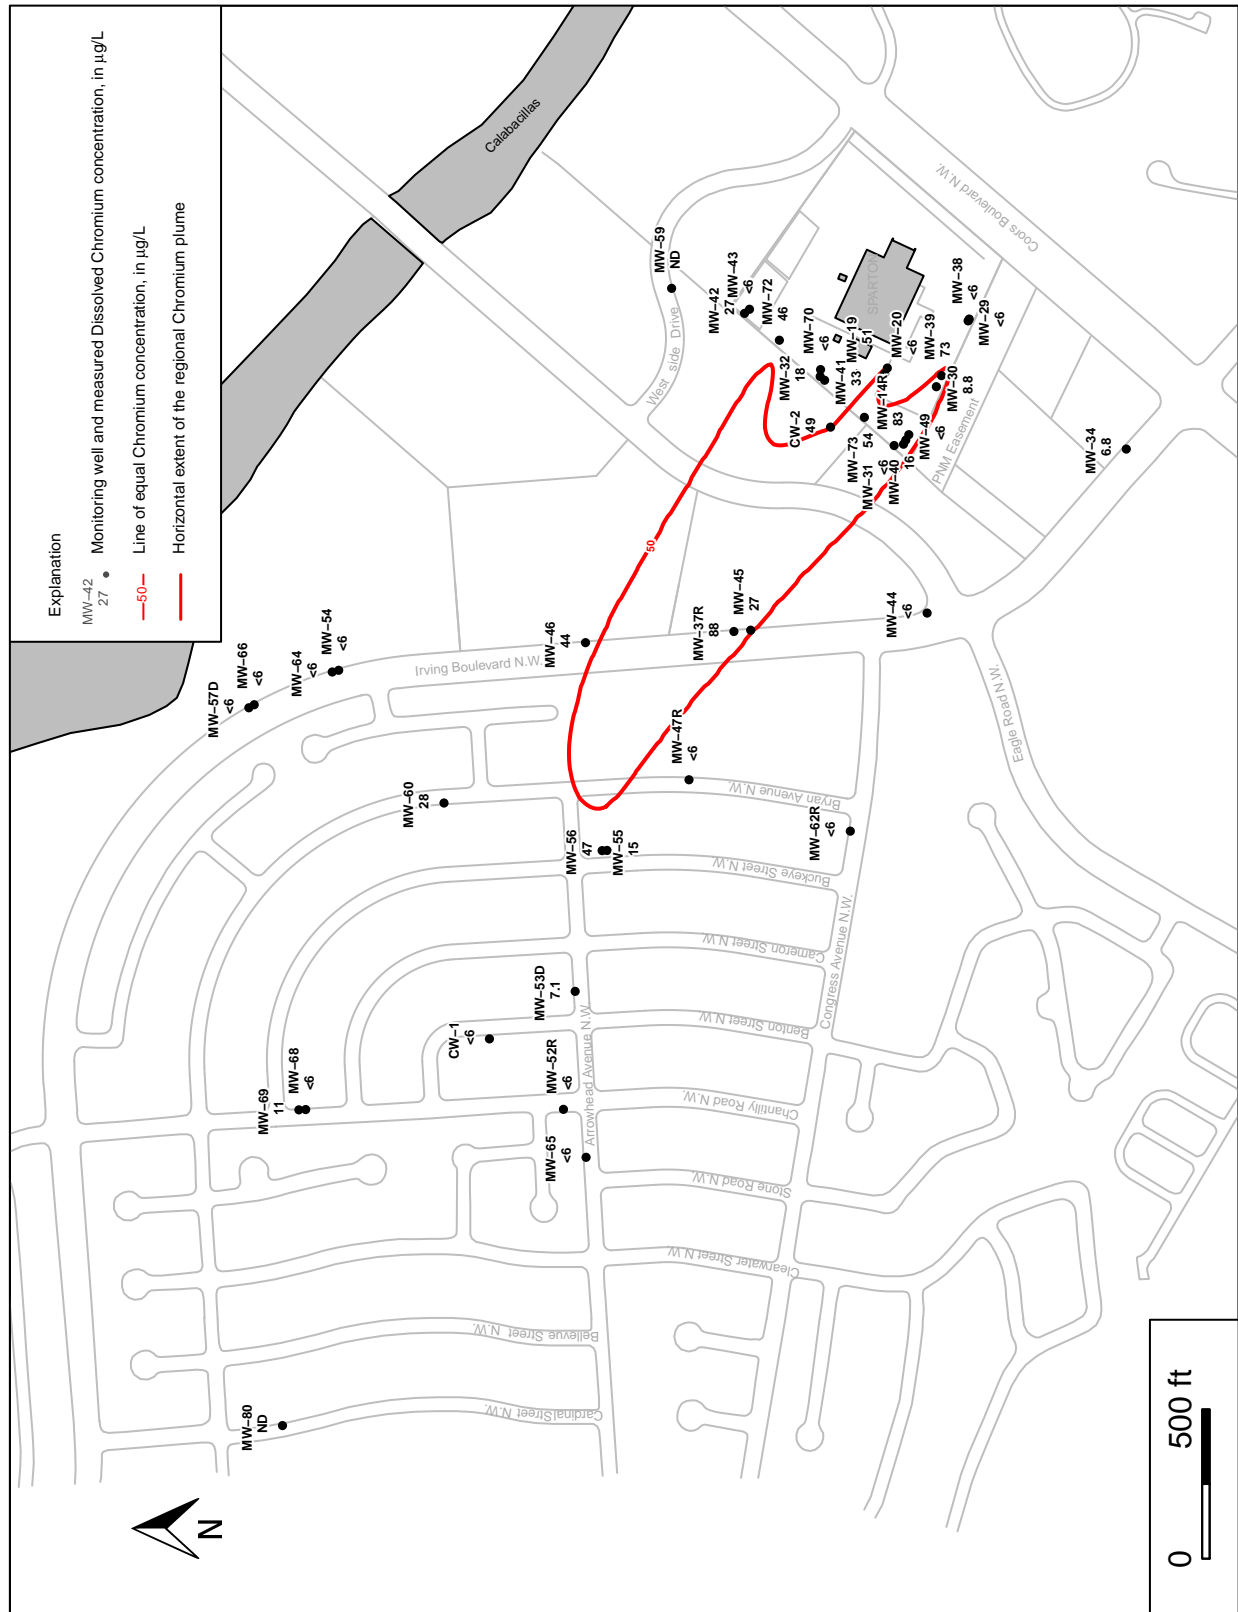 Explanation
MW–42
27
Monitoring well and measured Dissolved Chromium concentration, in µg/L
—50—
Line of equal Chromium concentration, in µg/L
Horizontal extent of the regional Chromium plume
Calabacillas
MW–57D
<6
MW–66
<6
MW–64
<6
MW–54
<6
Irving Boulevard N.W.
MW–46
44
MW–60
28
MW–56
47
MW–55
15
MW–69
11
MW–68
<6
CW–1
<6
MW–53D
7.1
MW–52R
<6
MW–65
<6
Arrowhead Avenue N.W.
MW–80
ND
MW–59
ND
West side Drive
MW–42
27
MW–43
<6
MW–72
46
MW–70
<6
MW–32
18
MW–19
51
MW–41
33
MW–20
<6
MW–39
73
MW–38
<6
MW–29
<6
MW–30
8.8
MW–14R
83
CW–2
49
MW–73
54
MW–31
<6
MW–40
16
MW–49
<6
MW–34
6.8
SPARTON
Coors Boulevard N.W.
PNM Easement
50
MW–37R
88
MW–45
27
MW–44
<6
MW–47R
<6
MW–62R
<6
Eagle Road N.W.
Bryan Avenue N.W.
Buckeye Street N.W.
Cameron Street N.W.
Congress Avenue N.W.
Benton Street N.W.
Chantilly Road N.W.
Stone Road N.W.
Clearwater Street N.W.
Bellevue Street N.W.
Cardinal Street N.W.
N
0 500 ft